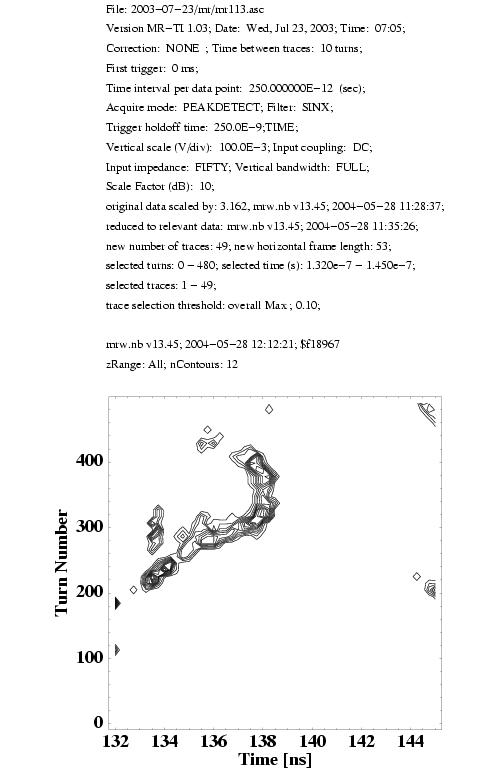 File: 2003−07−23/mr/mr113.asc
Version MR−TI 1.03; Date: Wed, Jul 23, 2003; Time: 07:05;
Correction: NONE ; Time between traces: 10 turns;
First trigger: 0 ms;
Time interval per data point: 250.000000E−12 (sec);
Acquire mode: PEAKDETECT; Filter: SINX;
Trigger holdoff time: 250.0E−9;TIME;
Vertical scale (V/div): 100.0E−3; Input coupling: DC;
Input impedance: FIFTY; Vertical bandwidth: FULL;
Scale Factor (dB): 10;
original data scaled by: 3.162, mrw.nb v13.45; 2004−05−28 11:28:37;
reduced to relevant data: mrw.nb v13.45; 2004−05−28 11:35:26;
new number of traces: 49; new horizontal frame length: 53;
selected turns: 0 − 480; selected time (s): 1.320e−7 − 1.450e−7;
selected traces: 1 − 49;
trace selection threshold: overall Max; 0.10;
mrw.nb v13.45; 2004−05−28 12:12:21; $f18967
zRange: All; nContours: 12
400
300
200
100
0
Turn Number
132 134 136 138 140 142 144
Time [ns]